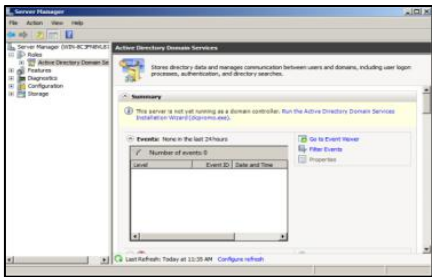 Server Manager
File Action View Help
Server Manager (WIN-
Roles
Active Directory Domain Se
Features
Diagnostics
Configuration
Storage
Active Directory Domain Services
Stores directory data and manages communication between users and domains, including user logon
processes, authentication, and directory searches.
Summary
This server is not yet running as a domain controller. Run the Active Directory Domain Services
Installation Wizard (dcpromo.exe).
Events: None in the last 24 hours
Number of events: 0
Level Event ID Date and Time
Go to Event Viewer
Filter Events
Properties
Last Refresh: Today at 11:35 AM Configure refresh